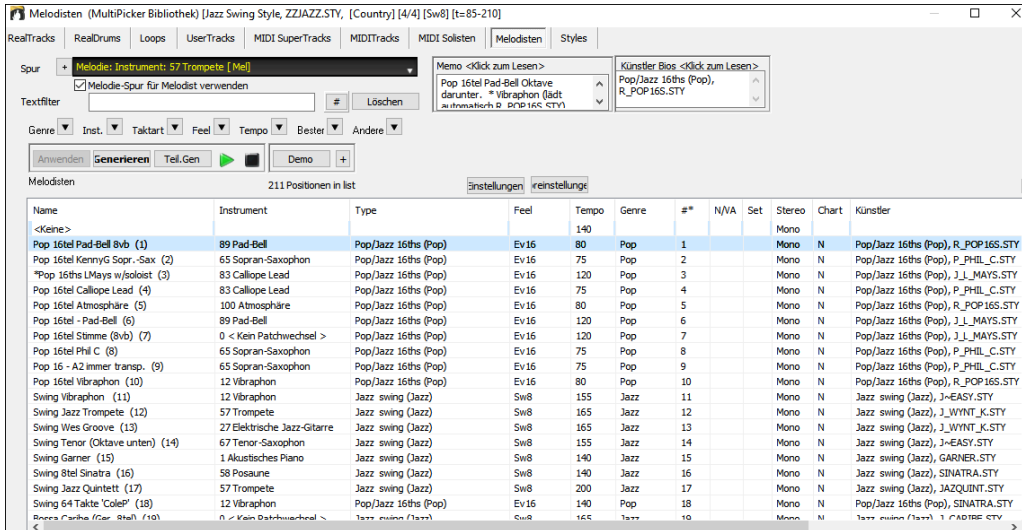 Melodisten (MultiPicker Bibliothek) [Jazz Swing Style, ZZJAZZ.STY, [Country] [4/4] [Sw8] [t=85-210]
RealTracks RealDrums Loops UserTracks MIDI SuperTracks MIDITracks MIDI Solisten Melodisten Styles
Spur + Melodie: Instrument: 57 Trompete [ Mel]
Melodie-Spur für Melodist verwenden
Textfilter # Löschen
Memo <Klick zum Lesen>
Pop 16tel Pad-Bell Oktave
darunter. * Vibraphon (lädt
automatisch R_POP16S.STY)
Künstler Bios <Klick zum Lesen>
Pop/Jazz 16ths (Pop),
R_POP16S.STY
Genre Inst. Taktart Feel Tempo Bester Andere
Anwenden Generieren Teil.Gen Demo +
Melodisten 211 Positionen in list Einstellungen reinstellunge
Name Instrument Type Feel Tempo Genre #* N/VA Set Stereo Chart Künstler
<Keine> 140 Mono
Pop 16tel Pad-Bell 8vb (1) 89 Pad-Bell Pop/Jazz 16ths (Pop) Ev16 80 Pop 1 Mono N Pop/Jazz 16ths (Pop), R_POP16S.STY
Pop 16tel KennyG Sopr.-Sax (2) 65 Sopran-Saxophon Pop/Jazz 16ths (Pop) Ev16 75 Pop 2 Mono N Pop/Jazz 16ths (Pop), P_PHIL_C.STY
*Pop 16ths LMays w/soloist (3) 83 Calliope Lead Pop/Jazz 16ths (Pop) Ev16 120 Pop 3 Mono N Pop/Jazz 16ths (Pop), J_L_MAYS.STY
Pop 16tel Calliope Lead (4) 83 Calliope Lead Pop/Jazz 16ths (Pop) Ev16 75 Pop 4 Mono N Pop/Jazz 16ths (Pop), P_PHIL_C.STY
Pop 16tel Atmosphäre (5) 100 Atmosphäre Pop/Jazz 16ths (Pop) Ev16 80 Pop 5 Mono N Pop/Jazz 16ths (Pop), R_POP16S.STY
Pop 16tel - Pad-Bell (6) 89 Pad-Bell Pop/Jazz 16ths (Pop) Ev16 120 Pop 6 Mono N Pop/Jazz 16ths (Pop), J_L_MAYS.STY
Pop 16tel Stimme (8vb) (7) 0 < Kein Patchwechsel > Pop/Jazz 16ths (Pop) Ev16 120 Pop 7 Mono N Pop/Jazz 16ths (Pop), J_L_MAYS.STY
Pop 16tel Phil C (8) 65 Sopran-Saxophon Pop/Jazz 16ths (Pop) Ev16 75 Pop 8 Mono N Pop/Jazz 16ths (Pop), P_PHIL_C.STY
Pop 16 - A2 immer transp. (9) 65 Sopran-Saxophon Pop/Jazz 16ths (Pop) Ev16 75 Pop 9 Mono N Pop/Jazz 16ths (Pop), P_PHIL_C.STY
Pop 16tel Vibraphon (10) 12 Vibraphon Pop/Jazz 16ths (Pop) Ev16 80 Pop 10 Mono N Pop/Jazz 16ths (Pop), R_POP16S.STY
Swing Vibraphon (11) 12 Vibraphon Jazz swing (Jazz) Sw8 155 Jazz 11 Mono N Jazz swing (Jazz), J~EASY.STY
Swing Jazz Trompete (12) 57 Trompete Jazz swing (Jazz) Sw8 165 Jazz 12 Mono N Jazz swing (Jazz), J_WYNT_K.STY
Swing Wes Groove (13) 27 Elektrische Jazz-Gitarre Jazz swing (Jazz) Sw8 165 Jazz 13 Mono N Jazz swing (Jazz), J_WYNT_K.STY
Swing Tenor (Oktave unten) (14) 67 Tenor-Saxophon Jazz swing (Jazz) Sw8 155 Jazz 14 Mono N Jazz swing (Jazz), J~EASY.STY
Swing Garner (15) 1 Akustisches Piano Jazz swing (Jazz) Sw8 140 Jazz 15 Mono N Jazz swing (Jazz), GARNER.STY
Swing 8tel Sinatra (16) 58 Posaune Jazz swing (Jazz) Sw8 140 Jazz 16 Mono N Jazz swing (Jazz), SINATRA.STY
Swing Jazz Quintett (17) 57 Trompete Jazz swing (Jazz) Sw8 200 Jazz 17 Mono N Jazz swing (Jazz), JAZQUINT.STY
Swing 64 Takte 'ColeP' (18) 12 Vibraphon Pop/Jazz 16ths (Pop) Sw8 140 Pop 18 Mono N Pop/Jazz 16ths (Pop), SINATRA.STY
Bossa Caribe (Ger. 8tel) (19) 0 < Kein Patchwechsel > Jazz swing (Jazz) Sw8 165 Jazz 19 Mono N Jazz swing (Jazz), J_CARIBE.STY